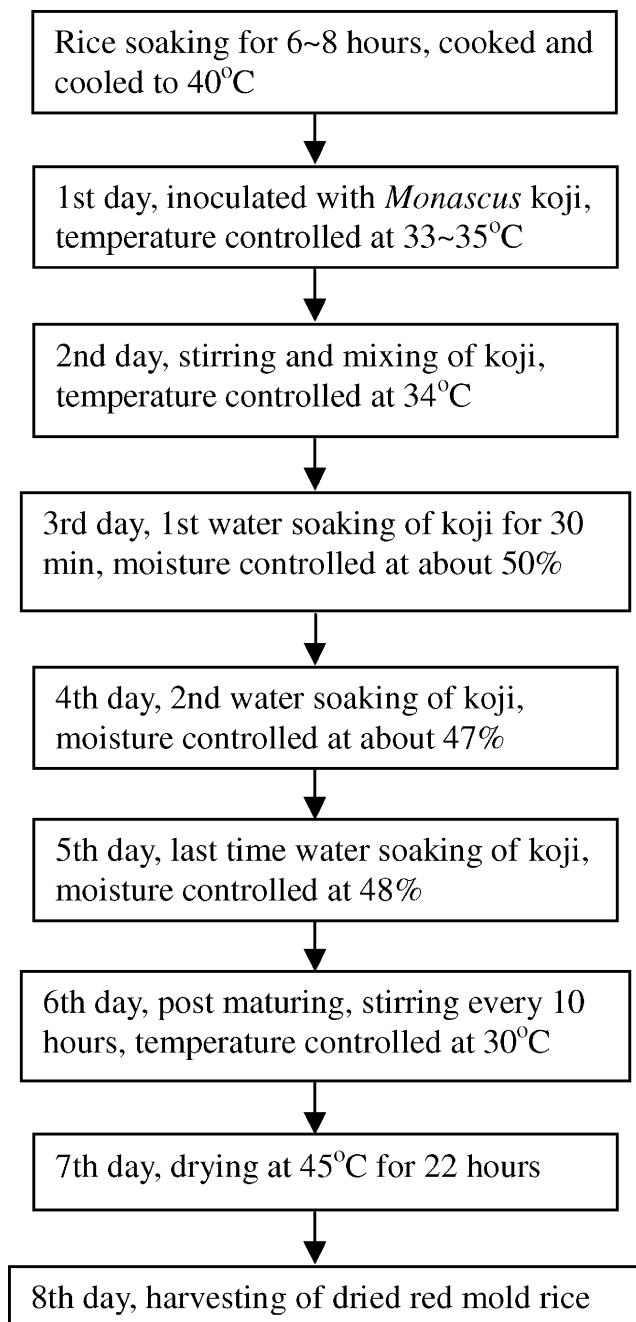 Rice soaking for 6~8 hours, cooked and
cooled to 40°C
1st day, inoculated with Monascus koji,
temperature controlled at 33~35°C
2nd day, stirring and mixing of koji,
temperature controlled at 34°C
3rd day, 1st water soaking of koji for 30
min, moisture controlled at about 50%
4th day, 2nd water soaking of koji,
moisture controlled at about 47%
5th day, last time water soaking of koji,
moisture controlled at 48%
6th day, post maturing, stirring every 10
hours, temperature controlled at 30°C
7th day, drying at 45°C for 22 hours
8th day, harvesting of dried red mold rice